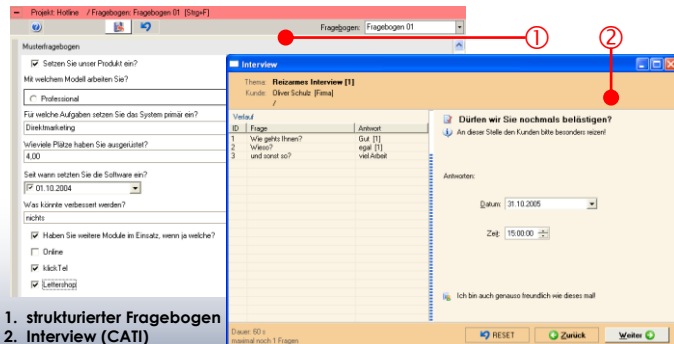 Projekt: Hotline / Fragebogen: Fragebogen 01 [Strg+F]
Fragebogen: Fragebogen 01
Musterfragebogen
Setzen Sie unser Produkt ein?
Mit welchem Modell arbeiten Sie?
Professional
Für welche Aufgaben setzen Sie das System primär ein?
Direktmarketing
Wieviele Plätze haben Sie ausgerüstet?
4,00
Seit wann setzten Sie die Software ein?
01.10.2004
Was könnte verbessert werden?
nichts
Haben Sie weitere Module im Einsatz, wenn ja welche?
Online
klickTel
Lettershop
1
2
Interview
Thema: Reizarmes Interview [1]
Kunde: Oliver Schulz [Firma]
/
Verlauf
ID Frage Antwort
1 Wie gehts Ihnen? Gut [1]
2 Wieso? egal [1]
3 und sonst so? viel Arbeit
Dürfen wir Sie nochmals belästigen?
An dieser Stelle den Kunden bitte besonders reizen!
Antworten:
Datum: 31.10.2005
Zeit: 15:00:00
Ich bin auch genauso freundlich wie dieses mal!
Dauer: 60 s
maximal noch 1 Fragen
RESET Zurück Weiter
1. strukturierter Fragebogen
2. Interview (CATI)